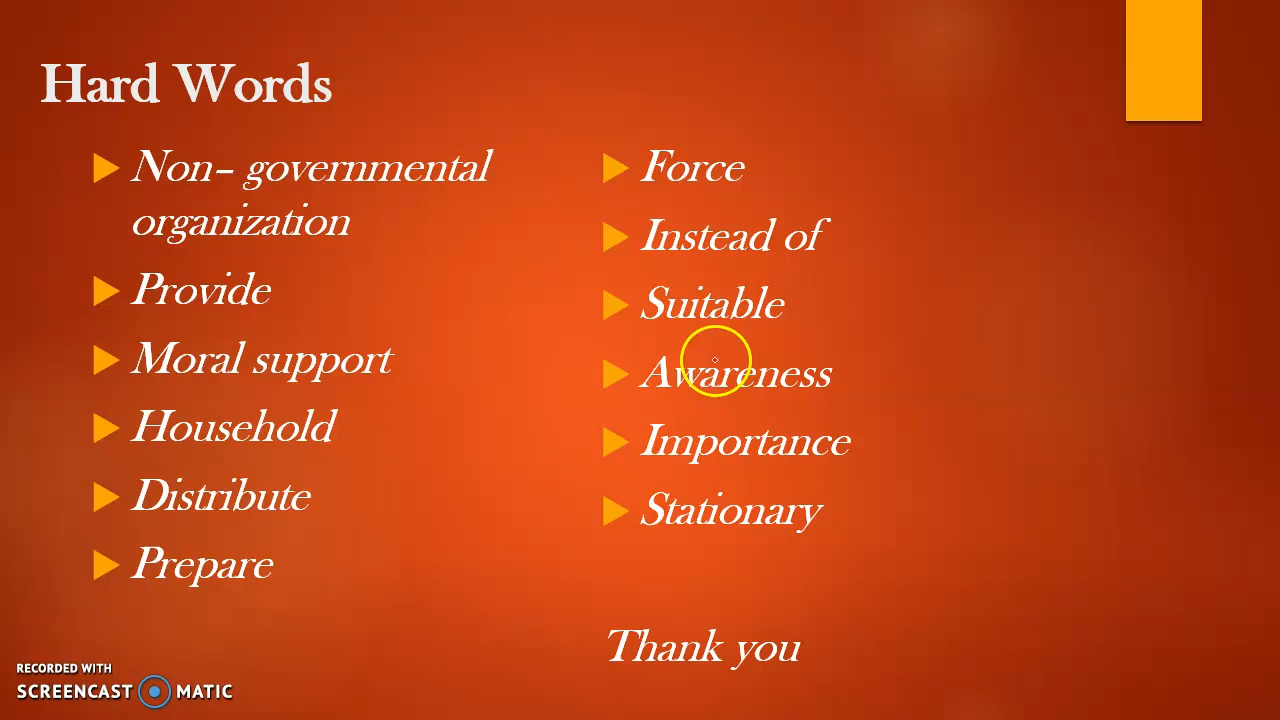 Hard Words
Non– governmental
organization
Provide
Moral support
Household
Distribute
Prepare
Force
Instead of
Suitable
Awareness
Importance
Stationary
Thank you
RECORDED WITH
SCREENCAST MATIC